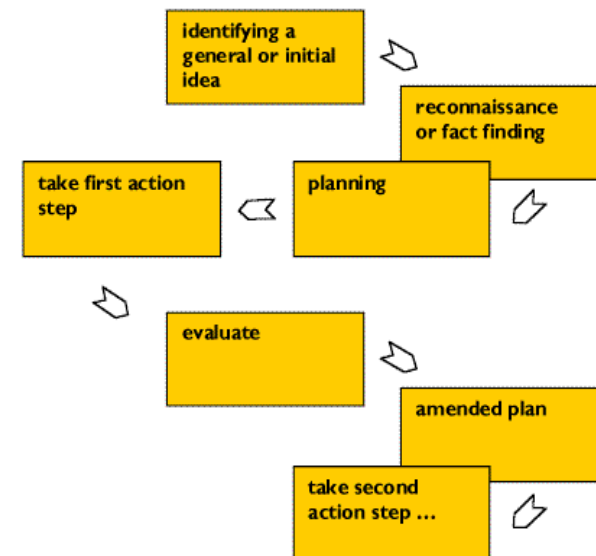 identifying a
general or initial
idea
reconnaissance
or fact finding
planning
take first action
step
evaluate
amended plan
take second
action step ...